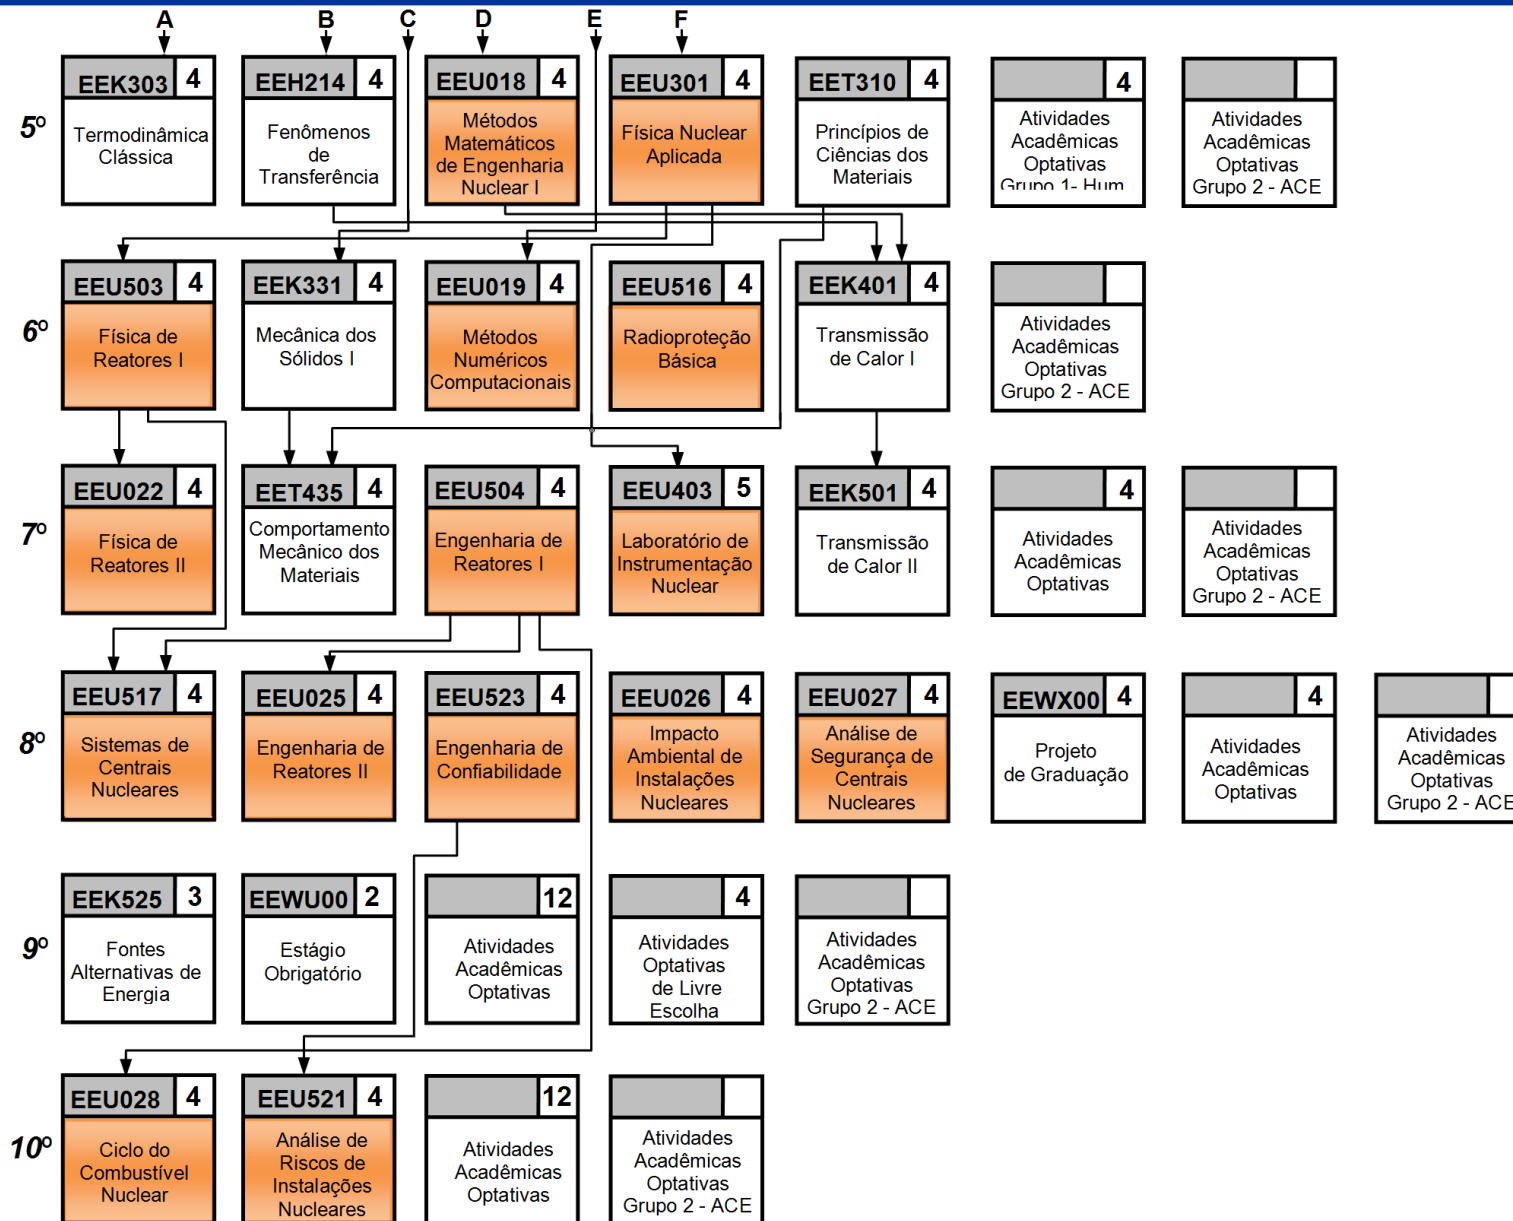 A B C D E F
EEK303 4
EEH214 4
EEU018 4
EEU301 4
EET310 4
4
5º
Termodinâmica
Clássica
Fenômenos
de
Transferência
Métodos
Matemáticos
de Engenharia
Nuclear I
Física Nuclear
Aplicada
Princípios de
Ciências dos
Materiais
Atividades
Acadêmicas
Optativas
Grupo 1- Hum
Atividades
Acadêmicas
Optativas
Grupo 2 - ACE
EEU503 4
EEK331 4
EEU019 4
EEU516 4
EEK401 4
6º
Física de
Reatores I
Mecânica dos
Sólidos I
Métodos
Numéricos
Computacionais
Radioproteção
Básica
Transmissão
de Calor I
Atividades
Acadêmicas
Optativas
Grupo 2 - ACE
EEU022 4
EET435 4
EEU504 4
EEU403 5
EEK501 4
4
7º
Física de
Reatores II
Comportamento
Mecânico dos
Materiais
Engenharia de
Reatores I
Laboratório de
Instrumentação
Nuclear
Transmissão
de Calor II
Atividades
Acadêmicas
Optativas
Atividades
Acadêmicas
Optativas
Grupo 2 - ACE
EEU517 4
EEU025 4
EEU523 4
EEU026 4
EEU027 4
EEWX00 4
4
8º
Sistemas de
Centrais
Nucleares
Engenharia de
Reatores II
Engenharia de
Confiabilidade
Impacto
Ambiental de
Instalações
Nucleares
Análise de
Segurança de
Centrais
Nucleares
Projeto
de Graduação
Atividades
Acadêmicas
Optativas
Atividades
Acadêmicas
Optativas
Grupo 2 - ACE
EEK525 3
EEWU00 2
12
4
9º
Fontes
Alternativas de
Energia
Estágio
Obrigatório
Atividades
Acadêmicas
Optativas
Atividades
Optativas
de Livre
Escolha
Atividades
Acadêmicas
Optativas
Grupo 2 - ACE
EEU028 4
EEU521 4
12
10º
Ciclo do
Combustível
Nuclear
Análise de
Riscos de
Instalações
Nucleares
Atividades
Acadêmicas
Optativas
Atividades
Acadêmicas
Optativas
Grupo 2 - ACE